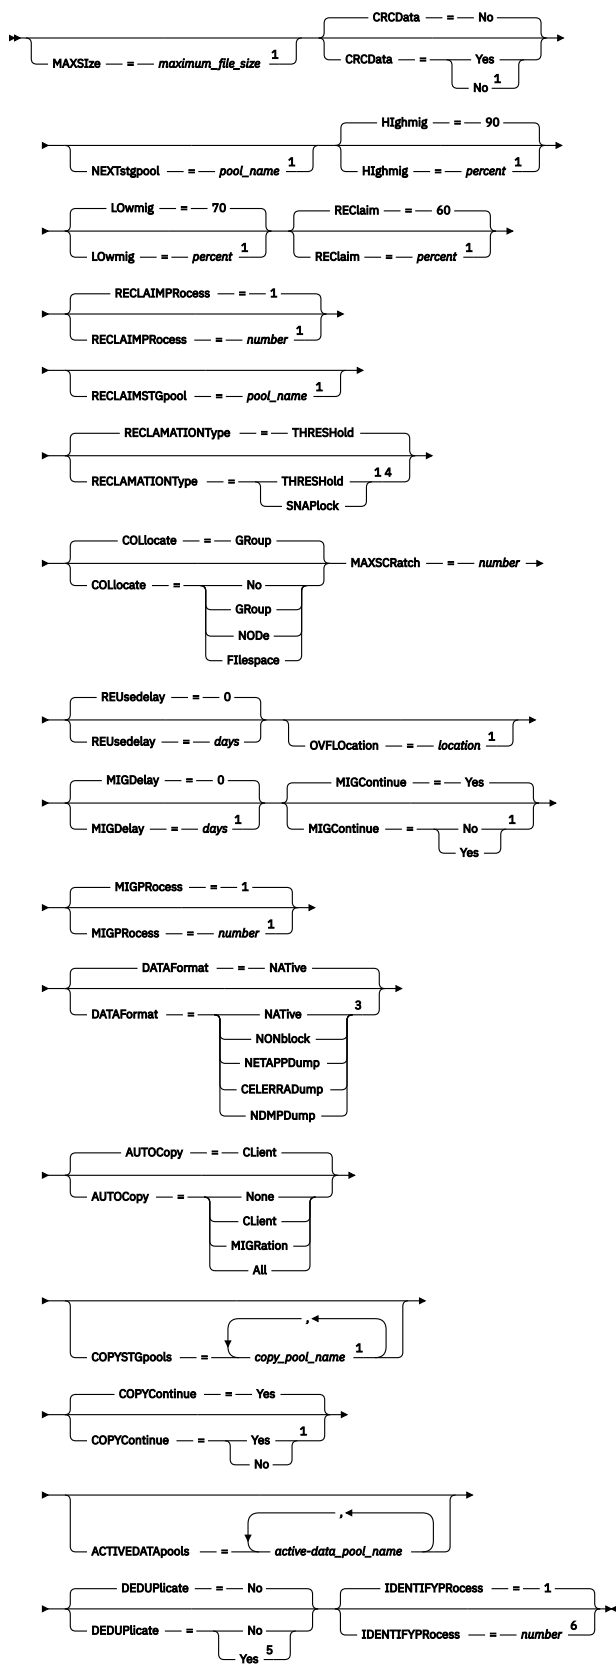 CRCData = No
MAXSIze = maximum_file_size 1
CRCData = Yes
No 1
HIghmig = 90
NEXTstgpool = pool_name 1
HIghmig = percent 1
LOwmig = 70
REClaim = 60
LOwmig = percent 1
REClaim = percent 1
RECLAIMPRocess = 1
RECLAIMPRocess = number 1
RECLAIMSTGpool = pool_name 1
RECLAMATIONType = THRESHold
RECLAMATIONType = THRESHold 1 4
SNAPlock
COLlocate = GRoup
MAXSCRatch = number
COLlocate = No
GRoup
NODe
FIlespace
REUsedelay = 0
REUsedelay = days
OVFLOcation = location 1
MIGDelay = 0
MIGContinue = Yes
MIGDelay = days 1
MIGContinue = No 1
Yes
MIGPRocess = 1
MIGPRocess = number 1
DATAFormat = NATive
DATAFormat = NATive 3
NONblock
NETAPPDump
CELERRADump
NDMPDump
AUTOCopy = CLient
AUTOCopy = None
CLient
MIGRation
All
,
COPYSTGpools = copy_pool_name 1
COPYContinue = Yes
COPYContinue = Yes 1
No
,
ACTIVEDATApools = active-data_pool_name
DEDUPlicate = No
IDENTIFYPRocess = 1
DEDUPlicate = No
Yes 5
IDENTIFYPRocess = number 6